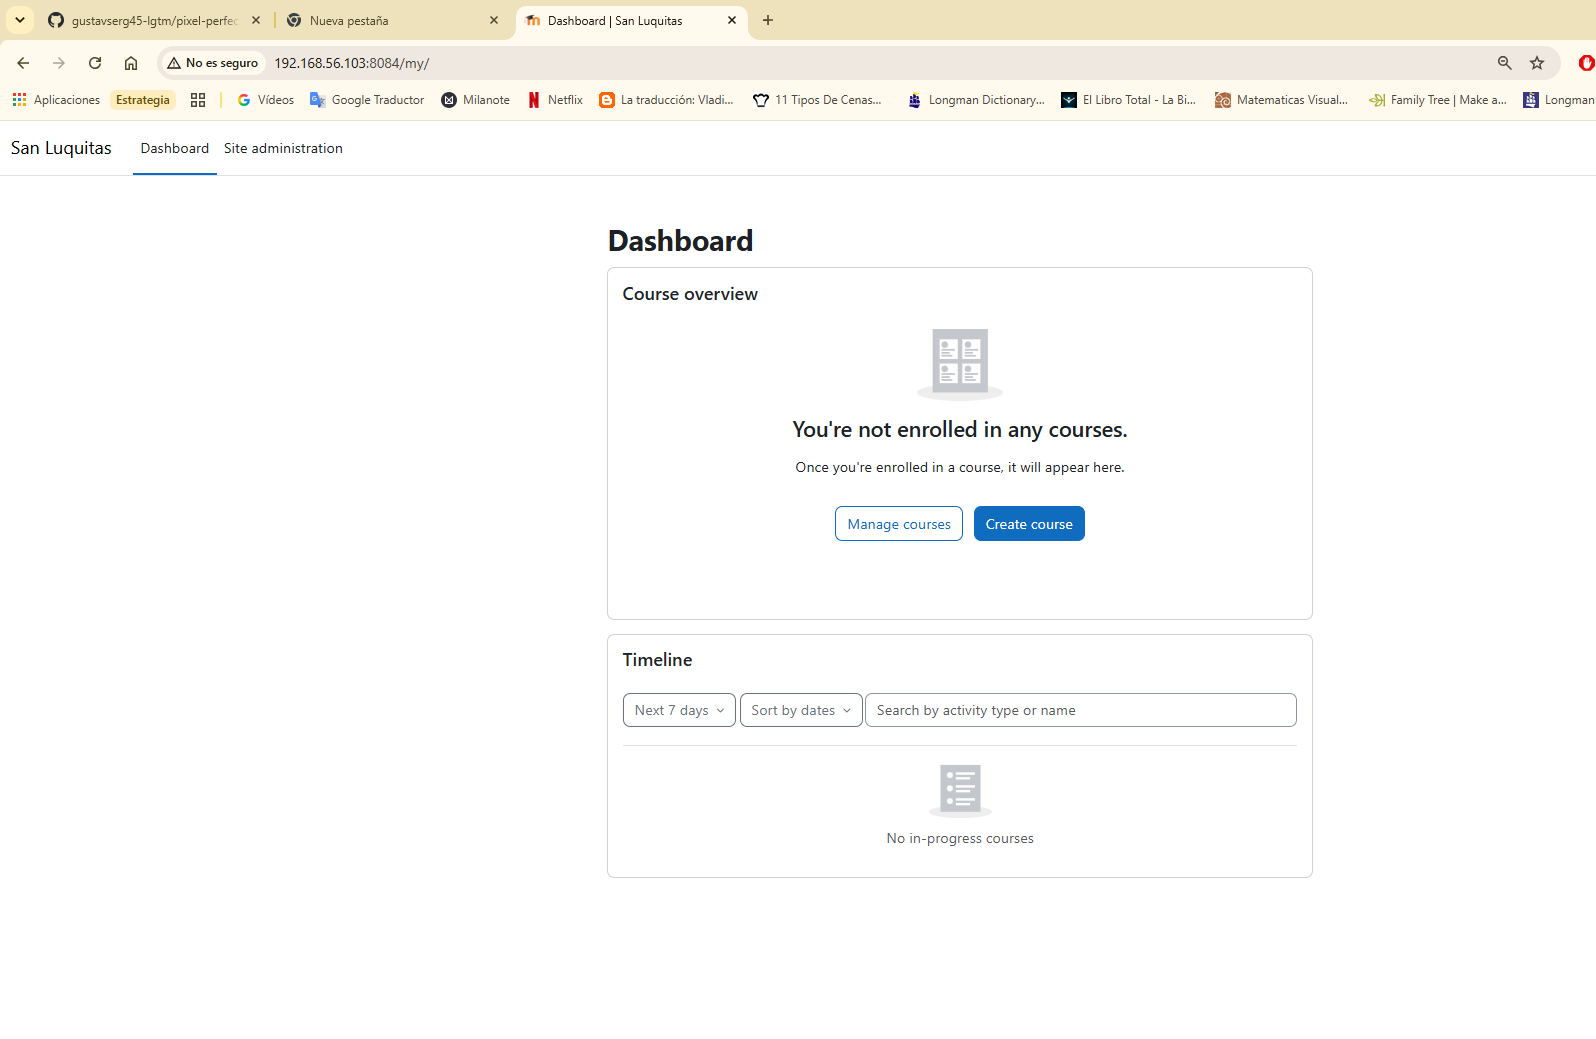 gustavserg45-lgtm/pixel-perfec
Nueva pestaña
Dashboard | San Luquitas
No es seguro
192.168.56.103:8084/my/
Aplicaciones
Estrategia
Vídeos
Google Traductor
Milanote
Netflix
La traducción: Vladi...
11 Tipos De Cenas...
Longman Dictionary...
El Libro Total - La Bi...
Matematicas Visual...
Family Tree | Make a...
Longman
San Luquitas
Dashboard
Site administration
Dashboard
Course overview
You're not enrolled in any courses.
Once you're enrolled in a course, it will appear here.
Manage courses
Create course
Timeline
Next 7 days
Sort by dates
Search by activity type or name
No in-progress courses